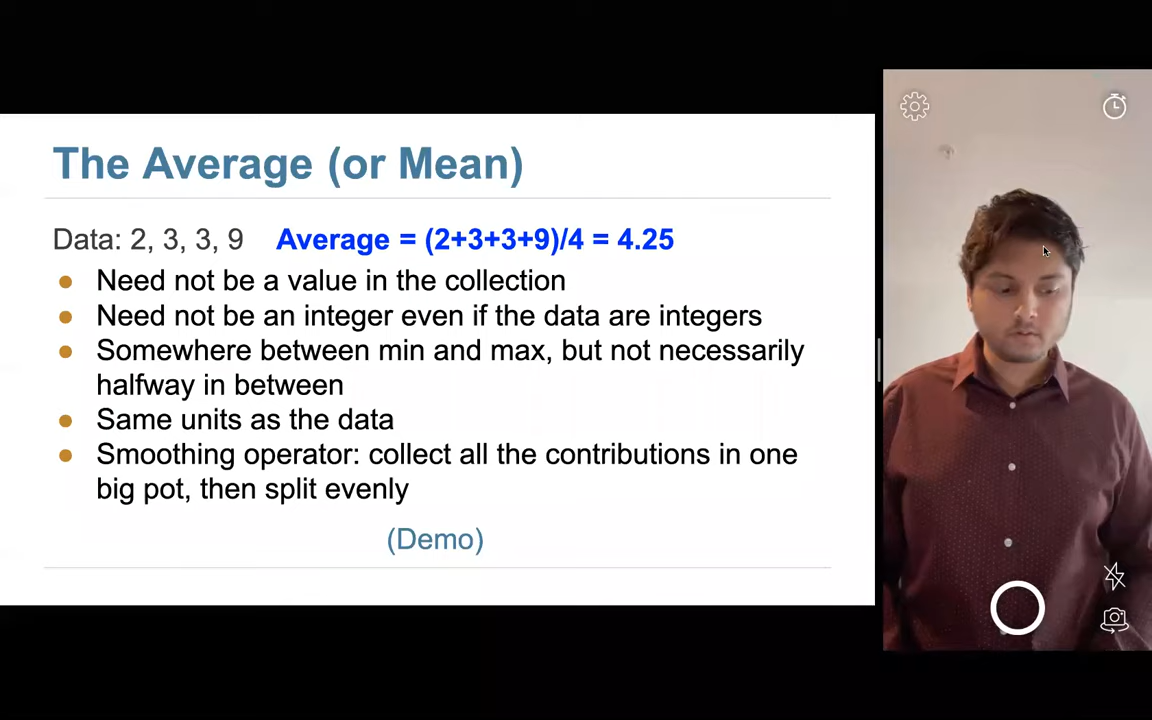 The Average (or Mean)
Data: 2, 3, 3, 9 Average = (2+3+3+9)/4 = 4.25
● Need not be a value in the collection
● Need not be an integer even if the data are integers
● Somewhere between min and max, but not necessarily
halfway in between
● Same units as the data
● Smoothing operator: collect all the contributions in one
big pot, then split evenly
(Demo)